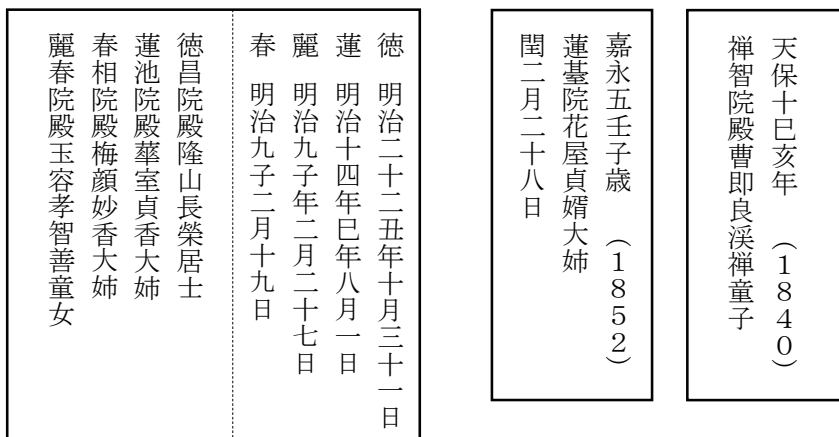 天保十巳亥年　(1840)
禅智院殿曹即良渓禅童子
嘉永五壬子歳　(1852)
蓮䑓院花屋貞婿大姉
閏二月二十八日
徳　明治二十二丑年十月三十一日
蓮　明治十四年巳年八月一日
麗　明治九子年二月二十七日
春　明治九子二月十九日
徳昌院殿隆山長榮居士
蓮池院殿華室貞香大姉
春相院殿梅顔妙香大姉
麗春院殿玉容孝智善童女